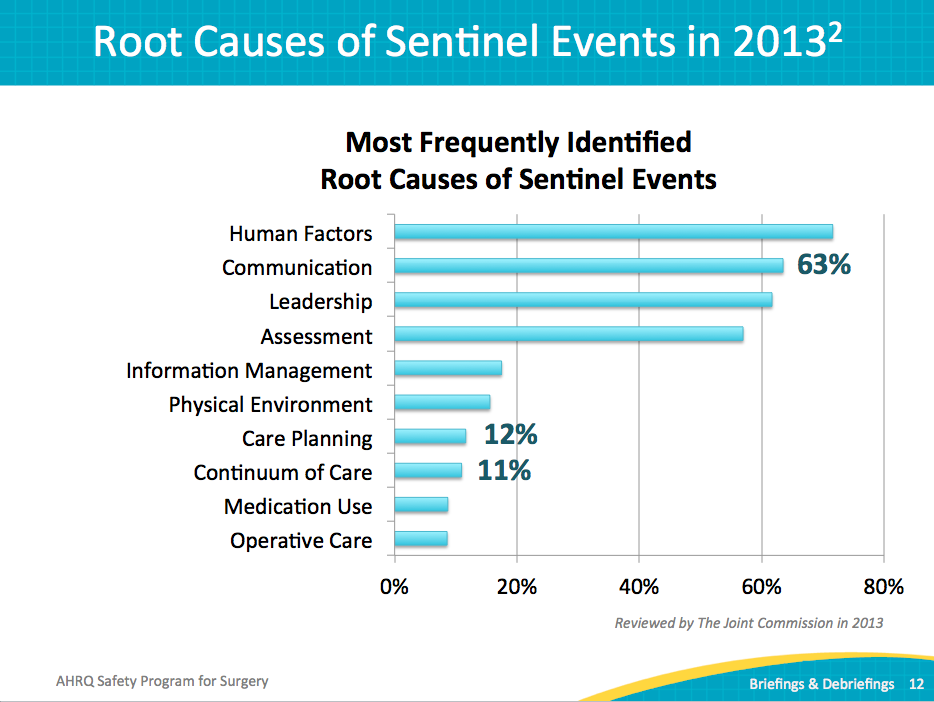 Root Causes of Sentinel Events in 2013²
Most Frequently Identified
Root Causes of Sentinel Events
Human Factors
Communication 63%
Leadership
Assessment
Information Management
Physical Environment
Care Planning 12%
Continuum of Care 11%
Medication Use
Operative Care
0% 20% 40% 60% 80%
Reviewed by The Joint Commission in 2013
AHRQ Safety Program for Surgery
Briefings & Debriefings 12